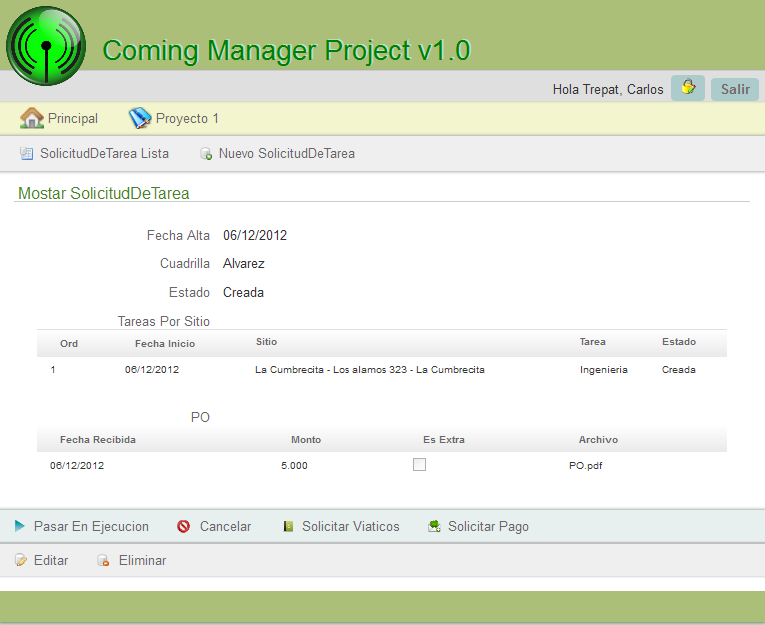 Coming Manager Project v1.0
Hola Trepat, Carlos Salir
Principal Proyecto 1
SolicitudDeTarea Lista Nuevo SolicitudDeTarea
Mostar SolicitudDeTarea
Fecha Alta 06/12/2012
Cuadrilla Alvarez
Estado Creada
Tareas Por Sitio
Ord Fecha Inicio Sitio Tarea Estado
1 06/12/2012 La Cumbrecita - Los alamos 323 - La Cumbrecita Ingenieria Creada
PO
Fecha Recibida Monto Es Extra Archivo
06/12/2012 5.000 PO.pdf
Pasar En Ejecucion Cancelar Solicitar Viaticos Solicitar Pago
Editar Eliminar